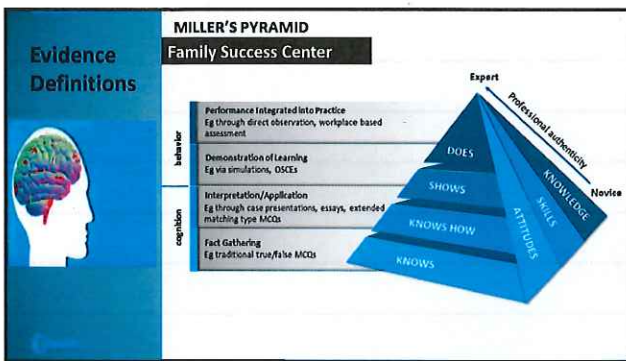 Evidence
Definitions
MILLER'S PYRAMID
Family Success Center
behavior
Performance Integrated into Practice
Eg through direct observation, workplace based
assessment
Demonstration of Learning
Eg via simulations, OSCEs
cognition
Interpretation/Application
Eg through case presentations, essays, extended
matching type MCQs
Fact Gathering
Eg traditional true/false MCQs
Expert
Professional authenticity
Novice
DOES
SHOWS
KNOWS HOW
KNOWS
KNOWLEDGE
SKILLS
ATTITUDES